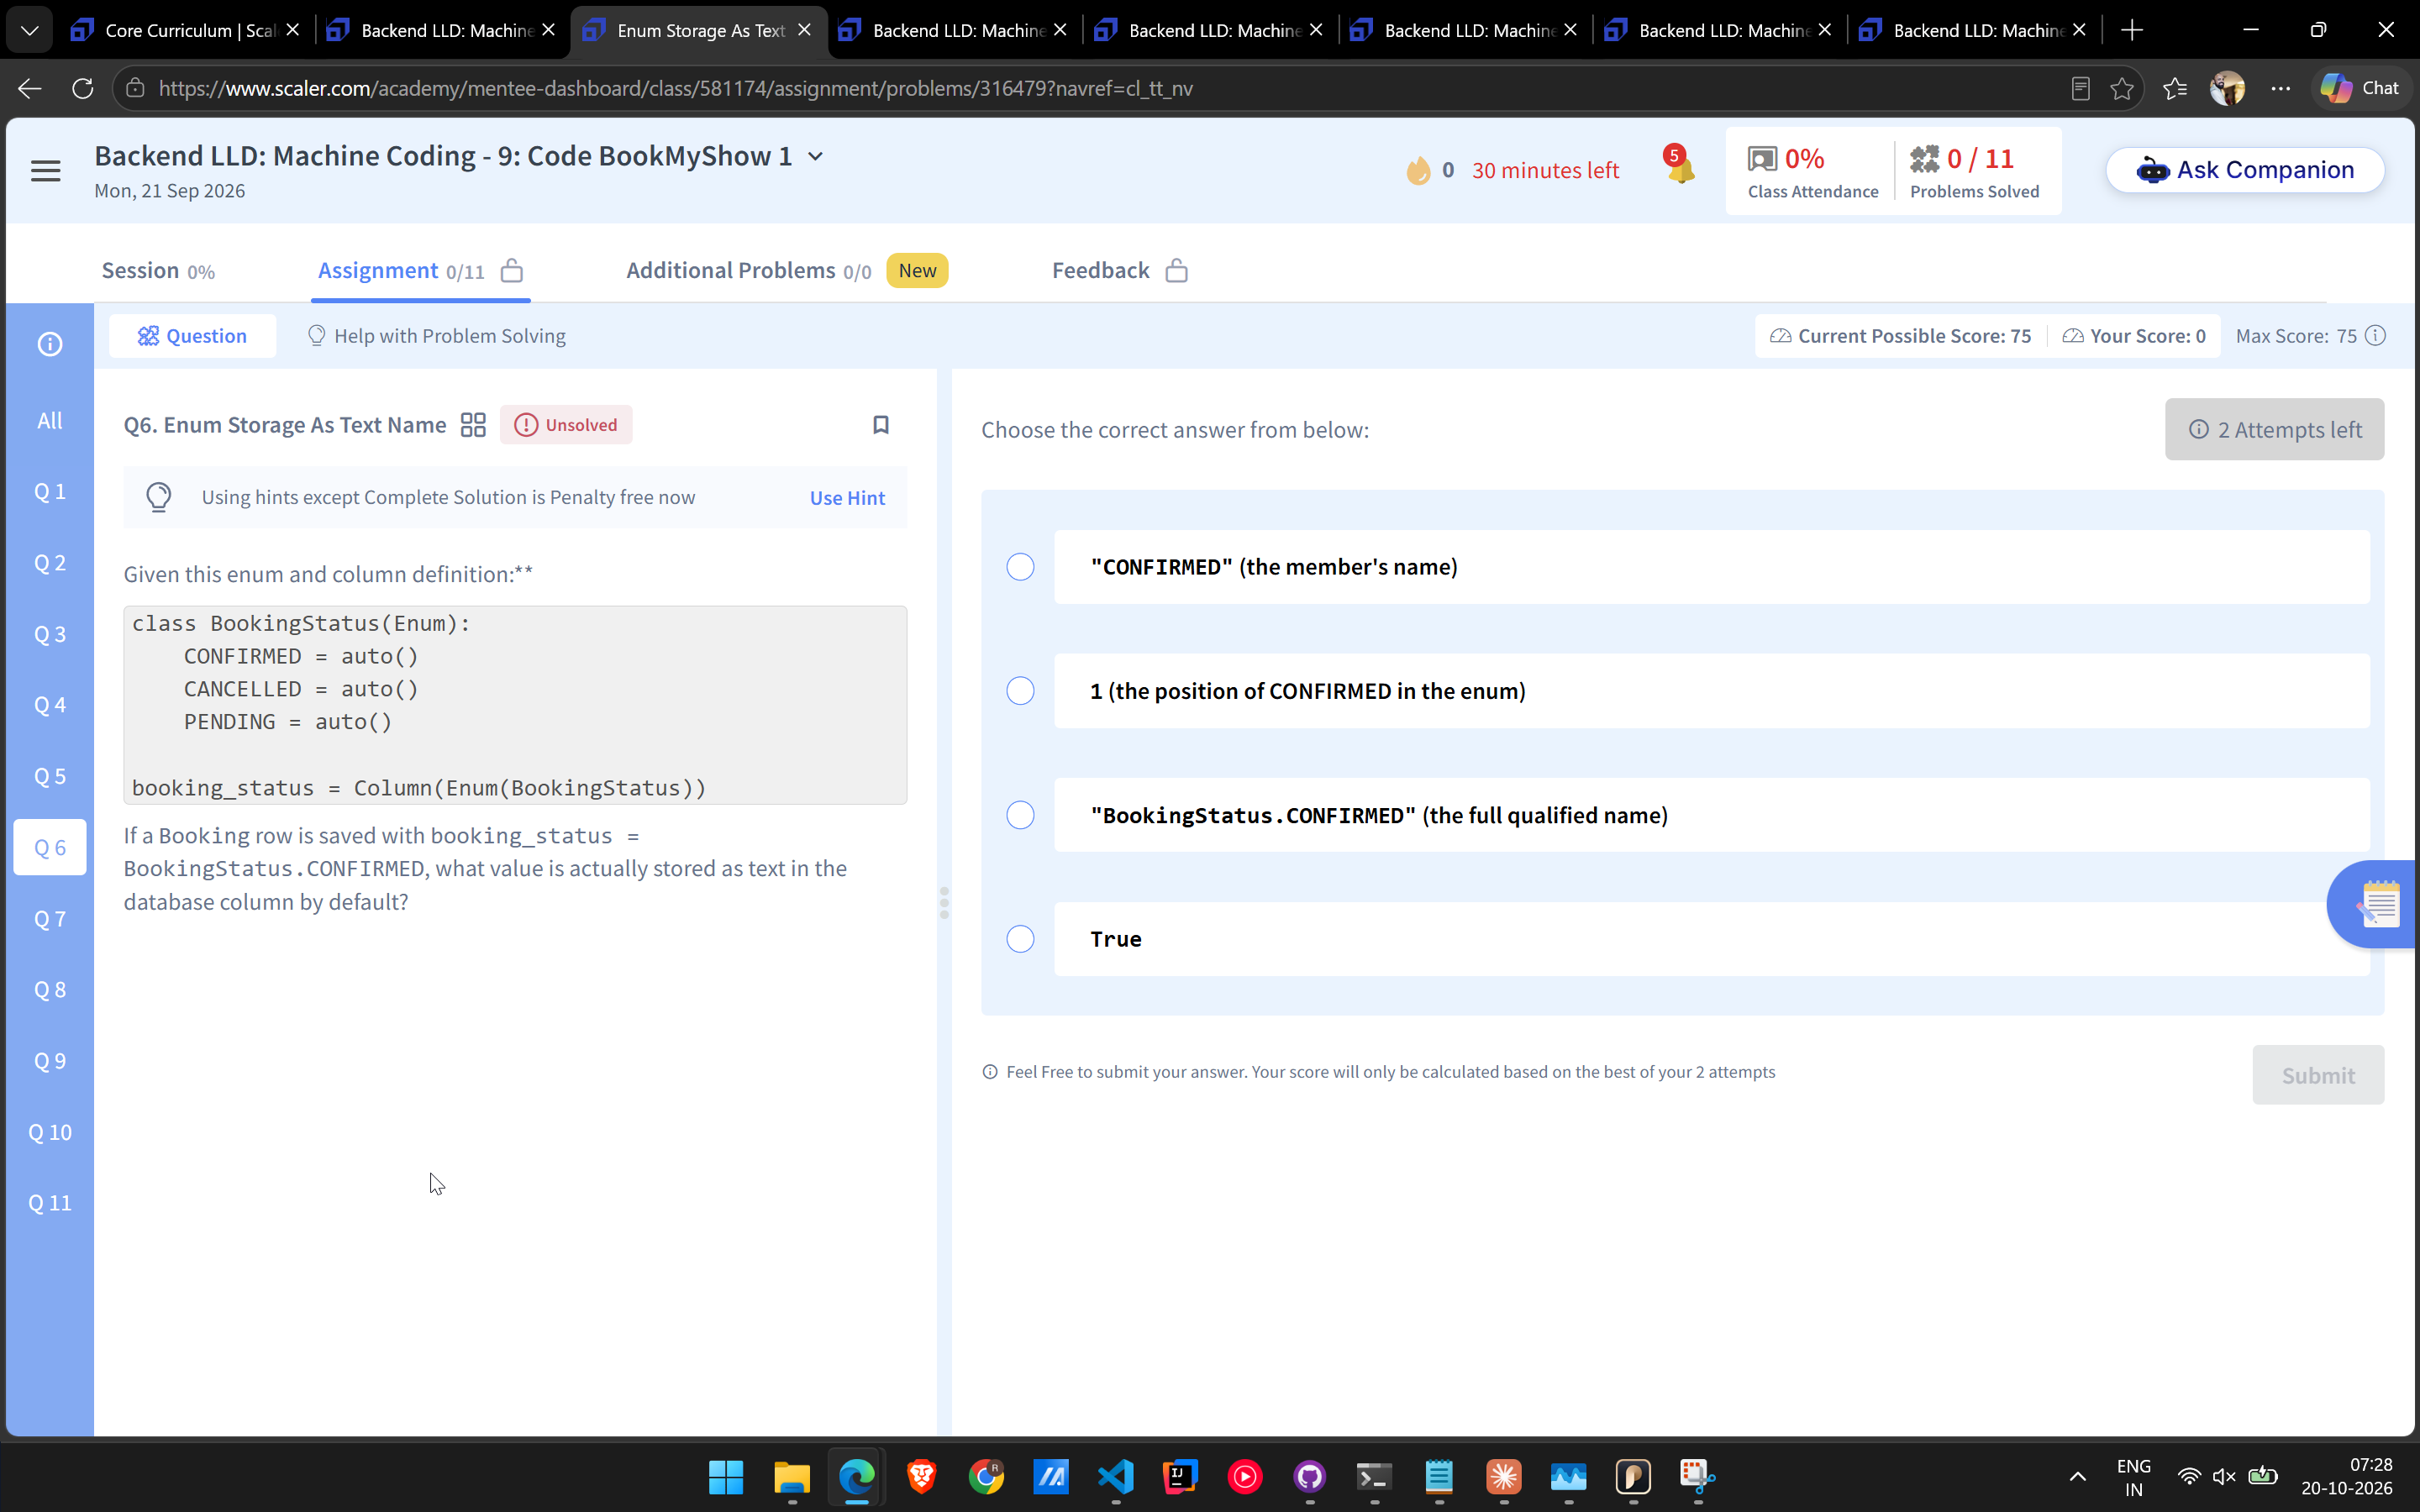 Core Curriculum | Scal
Backend LLD: Machine
Enum Storage As Text
Backend LLD: Machine
Backend LLD: Machine
Backend LLD: Machine
Backend LLD: Machine
Backend LLD: Machine
https://www.scaler.com/academy/mentee-dashboard/class/581174/assignment/problems/316479?navref=cl_tt_nv
Chat
Backend LLD: Machine Coding - 9: Code BookMyShow 1
Mon, 21 Sep 2026
0
30 minutes left
5
0%
Class Attendance
0 / 11
Problems Solved
Ask Companion
Session 0%
Assignment 0/11
Additional Problems 0/0 New
Feedback
Question
Help with Problem Solving
Current Possible Score: 75
Your Score: 0
Max Score: 75
All
Q 1
Q 2
Q 3
Q 4
Q 5
Q 6
Q 7
Q 8
Q 9
Q 10
Q 11
Q6. Enum Storage As Text Name
Unsolved
Using hints except Complete Solution is Penalty free now
Use Hint
Given this enum and column definition:**
class BookingStatus(Enum):
    CONFIRMED = auto()
    CANCELLED = auto()
    PENDING = auto()
booking_status = Column(Enum(BookingStatus))
If a Booking row is saved with booking_status =
BookingStatus.CONFIRMED, what value is actually stored as text in the
database column by default?
Choose the correct answer from below:
2 Attempts left
"CONFIRMED" (the member's name)
1 (the position of CONFIRMED in the enum)
"BookingStatus.CONFIRMED" (the full qualified name)
True
Feel Free to submit your answer. Your score will only be calculated based on the best of your 2 attempts
Submit
R
IJ
ENG
IN
07:28
20-10-2026